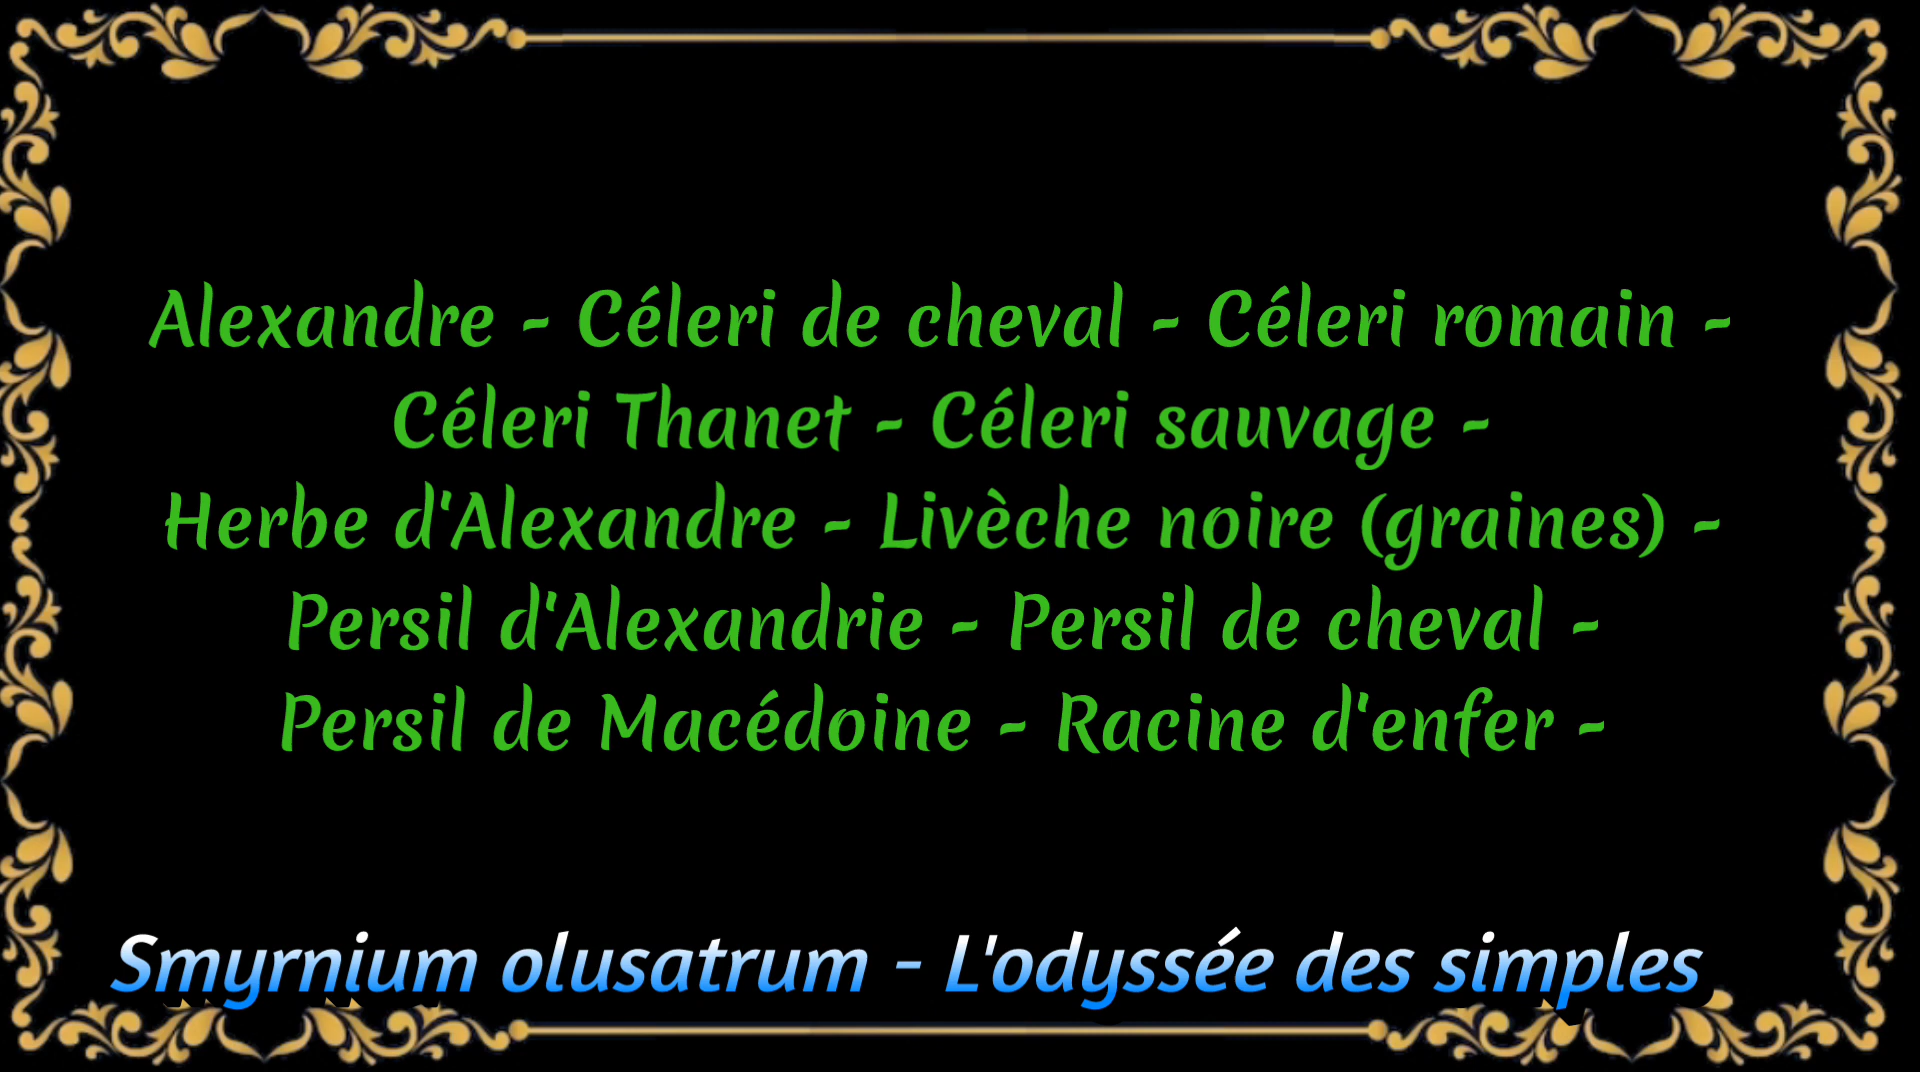 Alexandre - Céleri de cheval - Céleri romain -
Céleri Thanet - Céleri sauvage -
Herbe d'Alexandre - Livèche noire (graines) -
Persil d'Alexandrie - Persil de cheval -
Persil de Macédoine - Racine d'enfer -
Smyrnium olusatrum - L'odyssée des simples